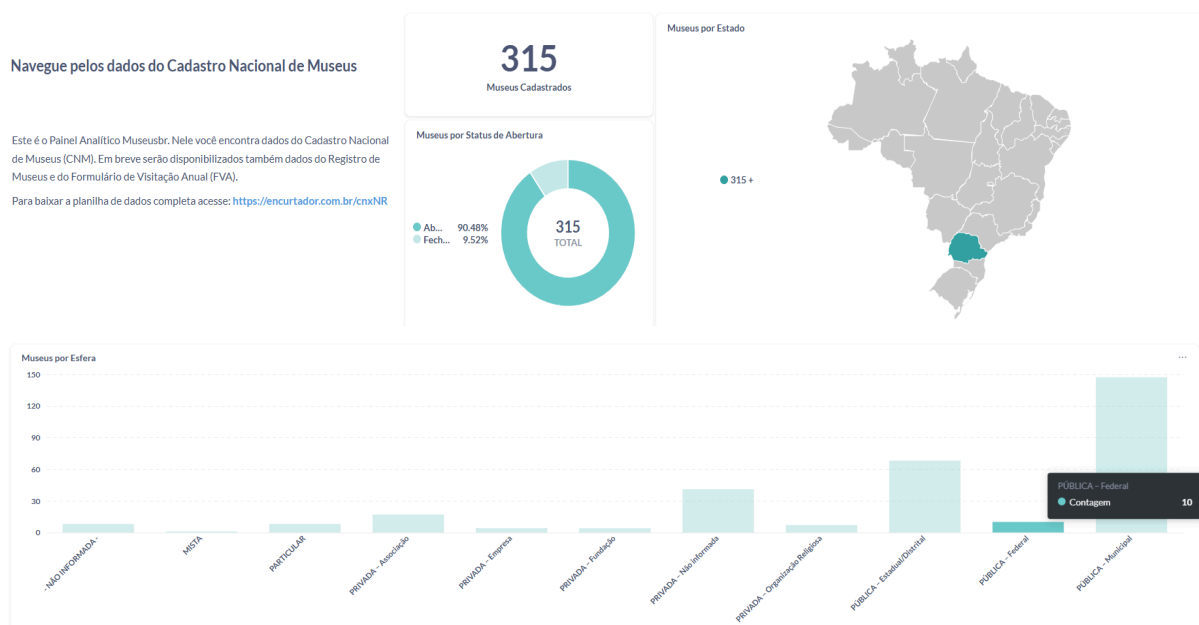 Navegue pelos dados do Cadastro Nacional de Museus
Este é o Painel Analítico Museusbr. Nele você encontra dados do Cadastro Nacional
de Museus (CNM). Em breve serão disponibilizados também dados do Registro de
Museus e do Formulário de Visitação Anual (FVA).
Para baixar a planilha de dados completa acesse: https://encurtador.com.br/cnxNR
315
Museus Cadastrados
Museus por Status de Abertura
Ab... 90.48%
Fech... 9.52%
315
TOTAL
Museus por Estado
315 +
Museus por Esfera
...
150
120
90
60
30
0
- NÃO INFORMADA -
MISTA
PARTICULAR
PRIVADA – Associação
PRIVADA – Empresa
PRIVADA – Fundação
PRIVADA – Não informada
PRIVADA – Organização Religiosa
PÚBLICA – Estadual/Distrital
PÚBLICA – Federal
PÚBLICA – Municipal
PÚBLICA – Federal
Contagem 10